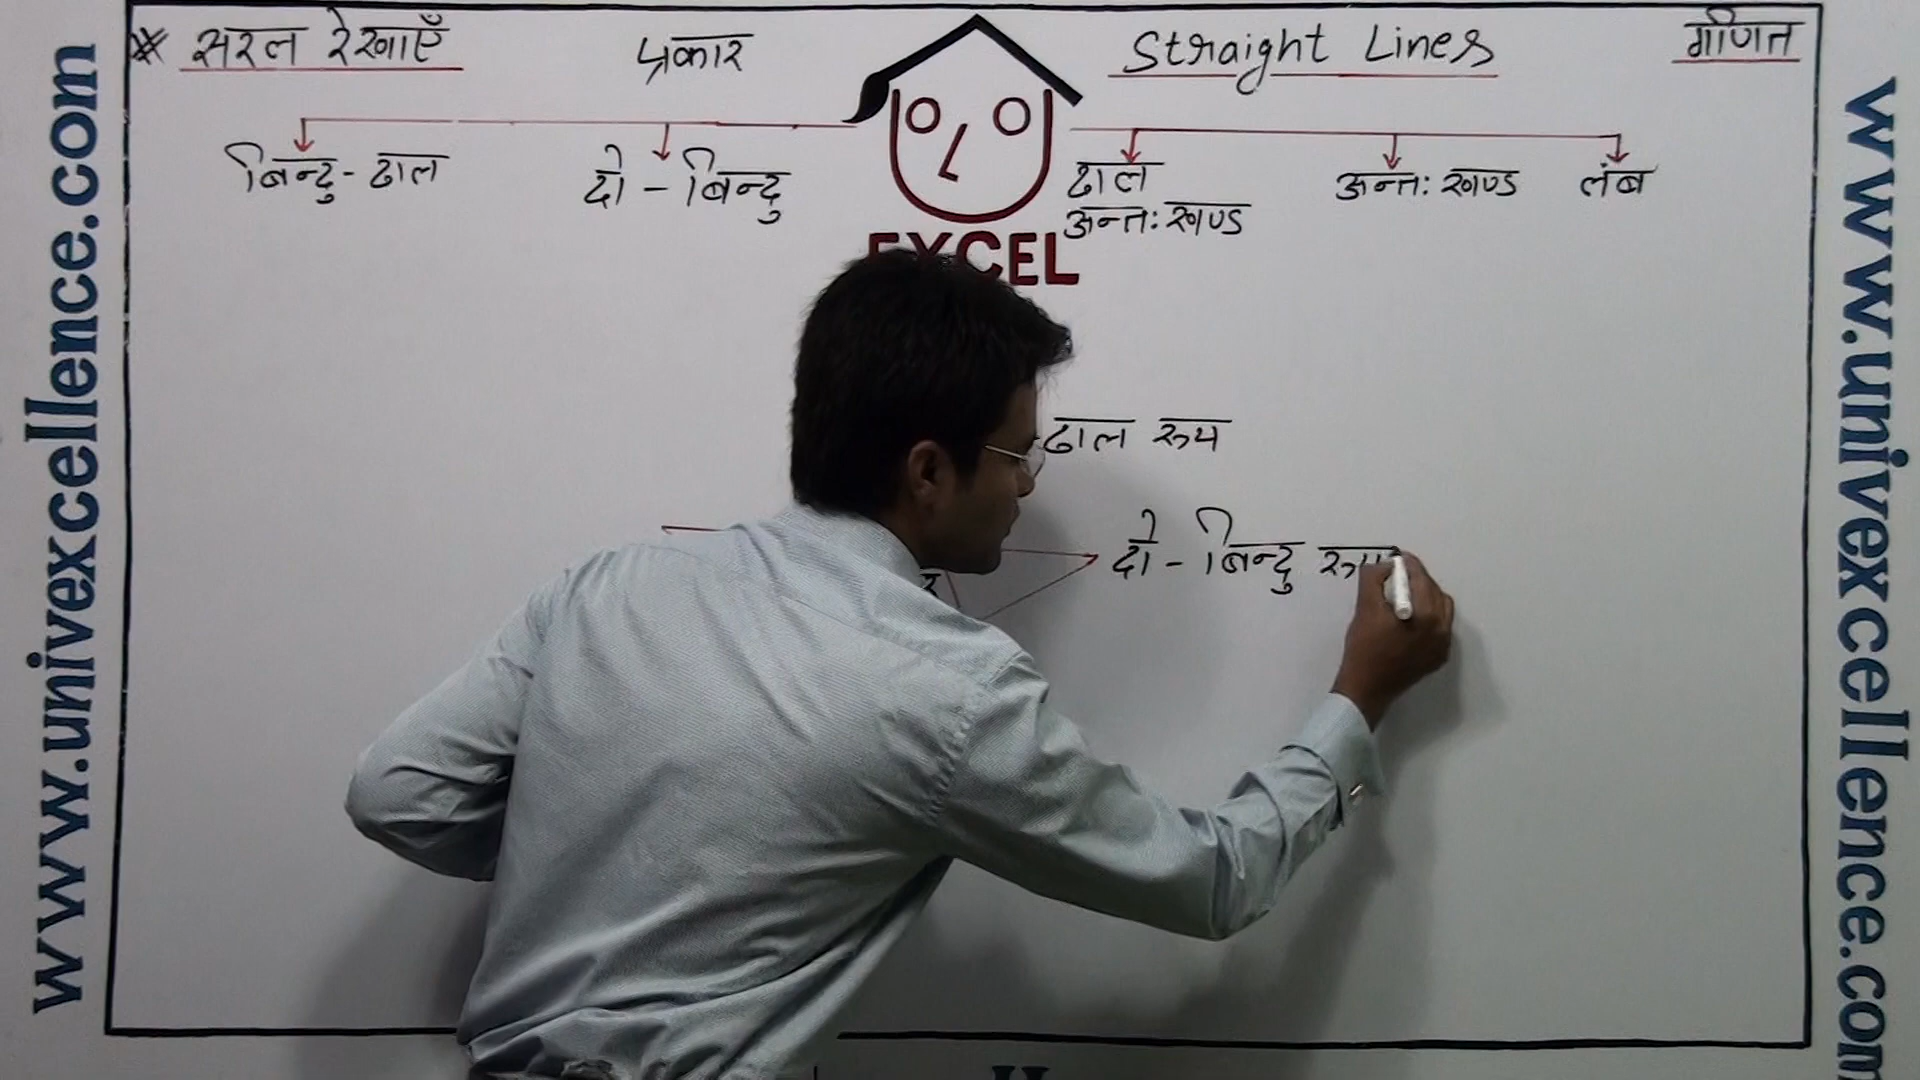 * सरल रेखाएँ प्रकार Straight Lines गणित
बिन्दु - ढाल
दो - बिन्दु
ढाल
अन्तः खण्ड
अन्तः खण्ड
लंब
EXCEL
ढाल रूप
दो - बिन्दु रूप
www.univexcellence.com
www.univexcellence.com